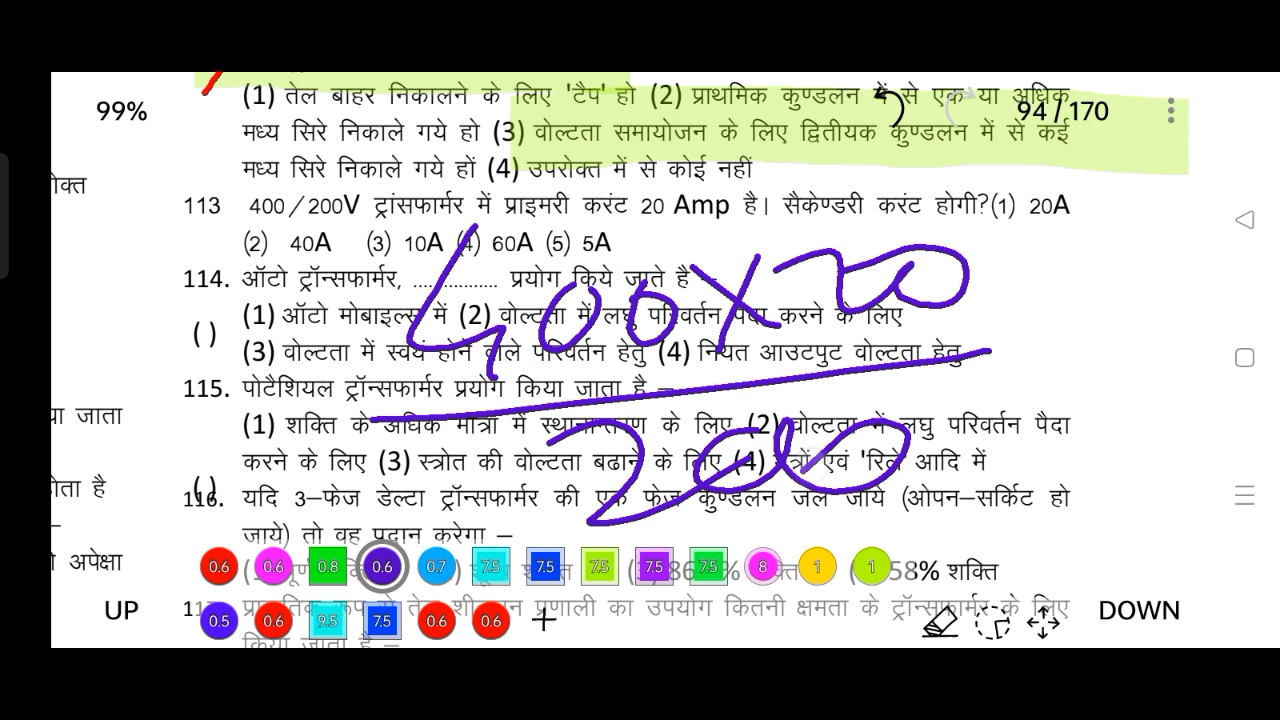 (1) तेल बाहर निकालने के लिए 'टैप' हो (2) प्राथमिक कुण्डलन में से एक या अधिक
99%
94/170
मध्य सिरे निकाले गये हो (3) वोल्टता समायोजन के लिए द्वितीयक कुण्डलन में से कई
मध्य सिरे निकाले गये हों (4) उपरोक्त में से कोई नहीं
113 400/200V ट्रांसफार्मर में प्राइमरी करंट 20 Amp है। सैकेण्डरी करंट होगी?(1) 20A
(2) 40A (3) 10A (4) 60A (5) 5A
400×20
114. ऑटो ट्रॉन्सफार्मर, ................ प्रयोग किये जाते है –
(1) ऑटो मोबाइल्स में (2) वोल्टता में लघु परिवर्तन पैदा करने के लिए
( )
(3) वोल्टता में स्वयं होने वाले परिवर्तन हेतु (4) नियत आउटपुट वोल्टता हेतु
115. पोटैशियल ट्रॉन्सफार्मर प्रयोग किया जाता है –
या जाता
(1) शक्ति के अधिक मात्रा में स्थानान्तरण के लिए (2) वोल्टता में लघु परिवर्तन पैदा
200
करने के लिए (3) स्त्रोत की वोल्टता बढाने के लिए (4) एवं 'रिले' आदि में
( )
होता है
116. यदि 3–फेज डेल्टा ट्रॉन्सफार्मर की एक फेज कुण्डलन जल जाये (ओपन–सर्किट हो
जाये) तो वह प्रदान करेगा –
अपेक्षा
58% शक्ति
0.6 0.6 0.8 0.6 0.7 7.5 7.5 7.5 7.5 7.5 8 1 1
UP
प्रणाली का उपयोग कितनी क्षमता के ट्रॉन्सफार्मर के लिए
DOWN
0.5 0.6 9.5 7.5 0.6 0.6 +
किया जाता है –